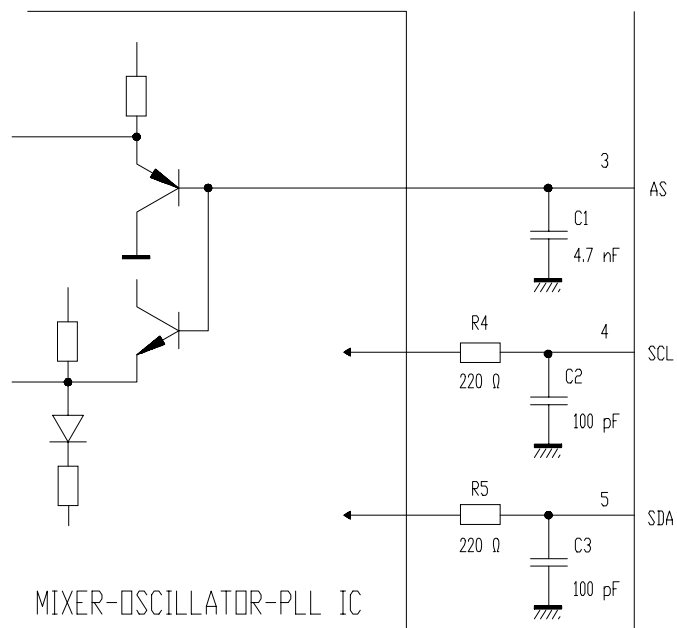 3
AS
C1
4.7 nF
R4
4
SCL
220 Ω
C2
100 pF
R5
5
SDA
220 Ω
C3
100 pF
MIXER-OSCILLATOR-PLL IC